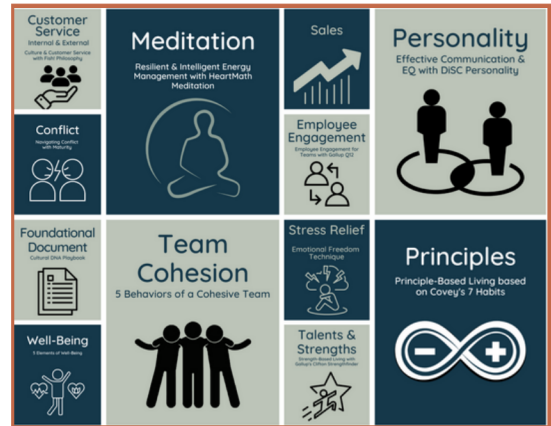 Customer
Service
Internal & External
Culture & Customer Service
with Fish! Philosophy
Meditation
Resilient & Intelligent Energy
Management with HeartMath
Meditation
Sales
Personality
Effective Communication &
EQ with DiSC Personality
Conflict
Navigating Conflict
with Maturity
Employee
Engagement
Employee Engagement for
Teams with Gallup Q12
Foundational
Document
Cultural DNA Playbook
Team
Cohesion
5 Behaviors of a Cohesive Team
Stress Relief
Emotional Freedom
Technique
Principles
Principle-Based Living based
on Covey's 7 Habits
Well-Being
5 Elements of Well-Being
Talents &
Strengths
Strength Based Living with
Gallup's Clifton StrengthFinder